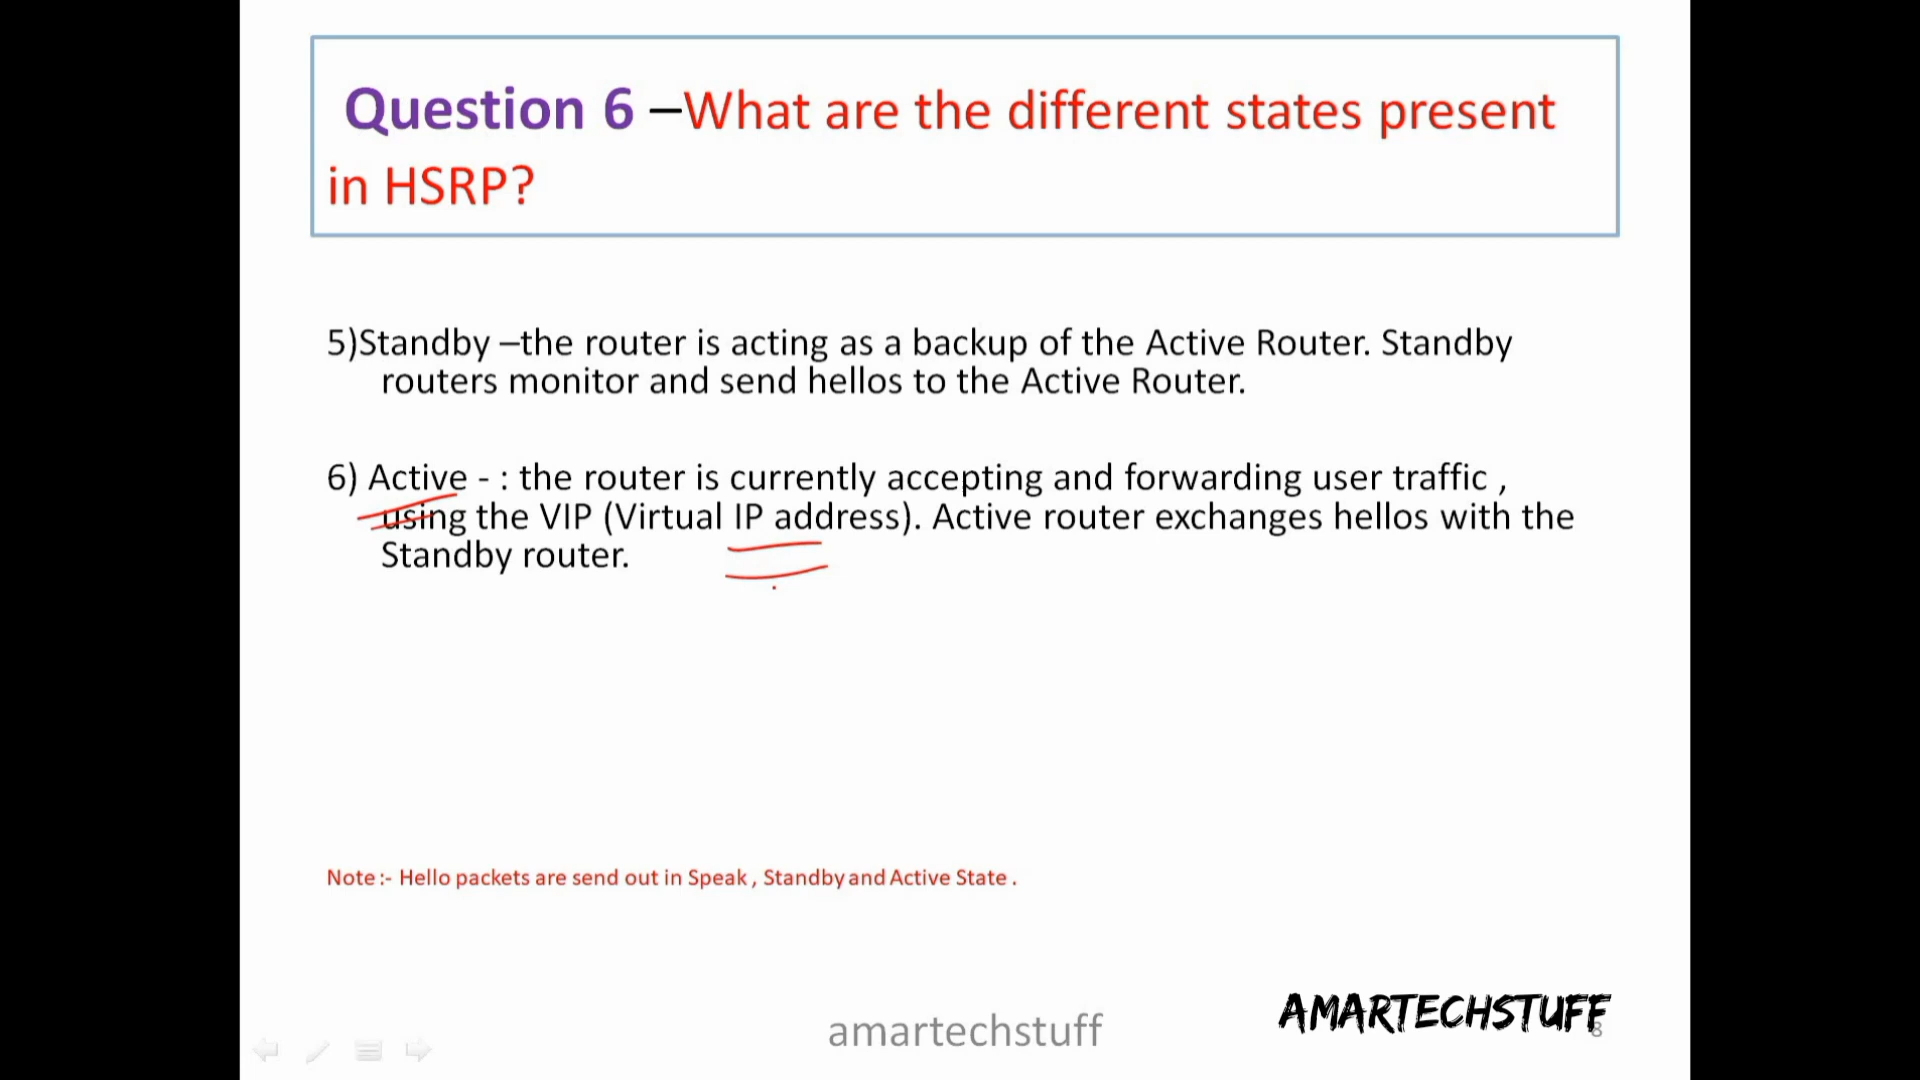 Question 6 –What are the different states present
in HSRP?
5)Standby –the router is acting as a backup of the Active Router. Standby
routers monitor and send hellos to the Active Router.
6) Active - : the router is currently accepting and forwarding user traffic ,
using the VIP (Virtual IP address). Active router exchanges hellos with the
Standby router.
Note :- Hello packets are send out in Speak , Standby and Active State .
amartechstuff
AMARTECHSTUFF
8